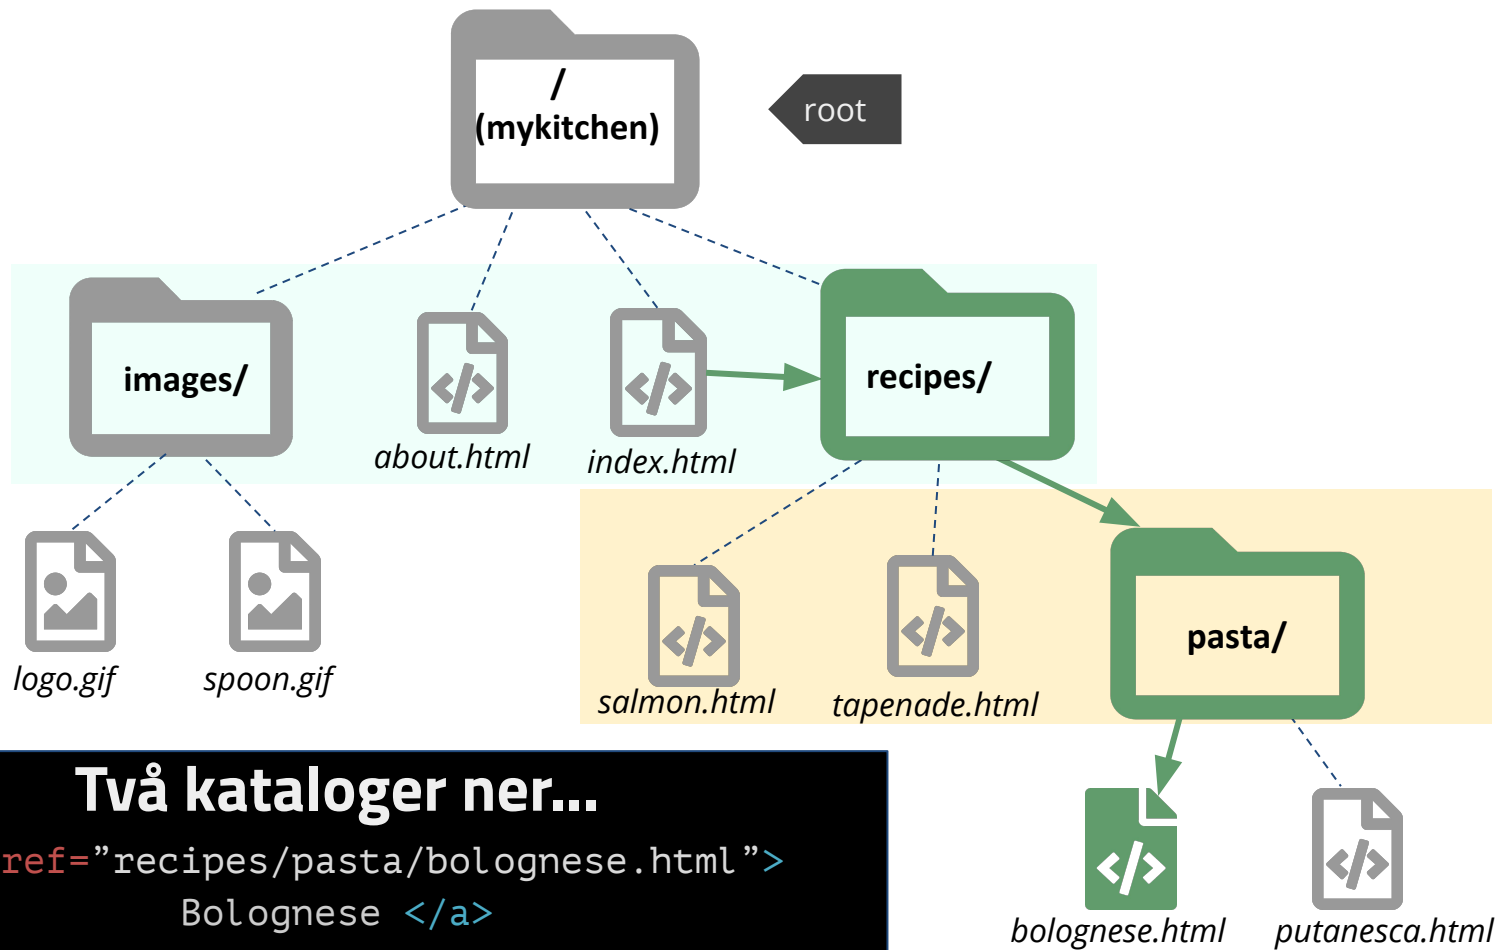 /
(mykitchen)
root
images/
about.html
index.html
recipes/
logo.gif
spoon.gif
salmon.html
tapenade.html
pasta/
Två kataloger ner...
ref=”recipes/pasta/bolognese.html”>
Bolognese </a>
bolognese.html
putanesca.html